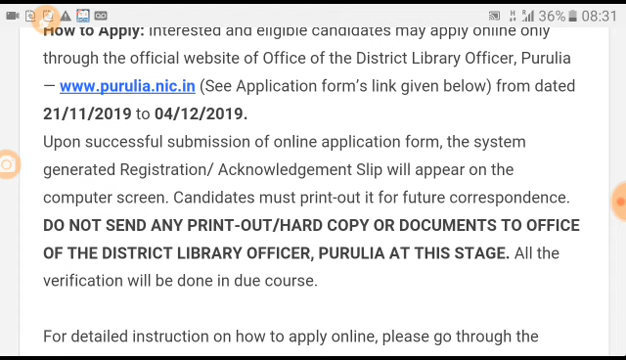 36% 08:31
How to Apply: Interested and eligible candidates may apply online only
through the official website of Office of the District Library Officer, Purulia
– www.purulia.nic.in (See Application form's link given below) from dated
21/11/2019 to 04/12/2019.
Upon successful submission of online application form, the system
generated Registration/ Acknowledgement Slip will appear on the
computer screen. Candidates must print-out it for future correspondence.
DO NOT SEND ANY PRINT-OUT/HARD COPY OR DOCUMENTS TO OFFICE
OF THE DISTRICT LIBRARY OFFICER, PURULIA AT THIS STAGE. All the
verification will be done in due course.
For detailed instruction on how to apply online, please go through the